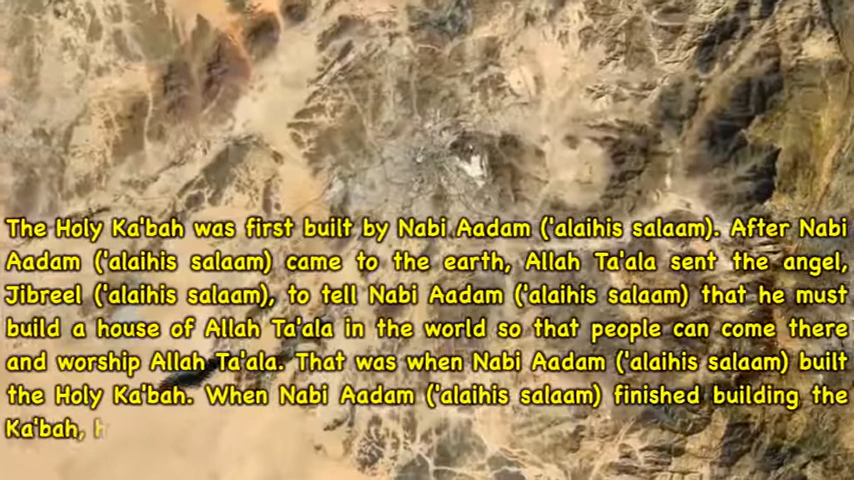 The Holy Ka'bah was first built by Nabi Aadam ('alaihis salaam). After Nabi
Aadam ('alaihis salaam) came to the earth, Allah Ta'ala sent the angel,
Jibreel ('alaihis salaam), to tell Nabi Aadam ('alaihis salaam) that he must
build a house of Allah Ta'ala in the world so that people can come there
and worship Allah Ta'ala. That was when Nabi Aadam ('alaihis salaam) built
the Holy Ka'bah. When Nabi Aadam ('alaihis salaam) finished building the
Ka'bah,